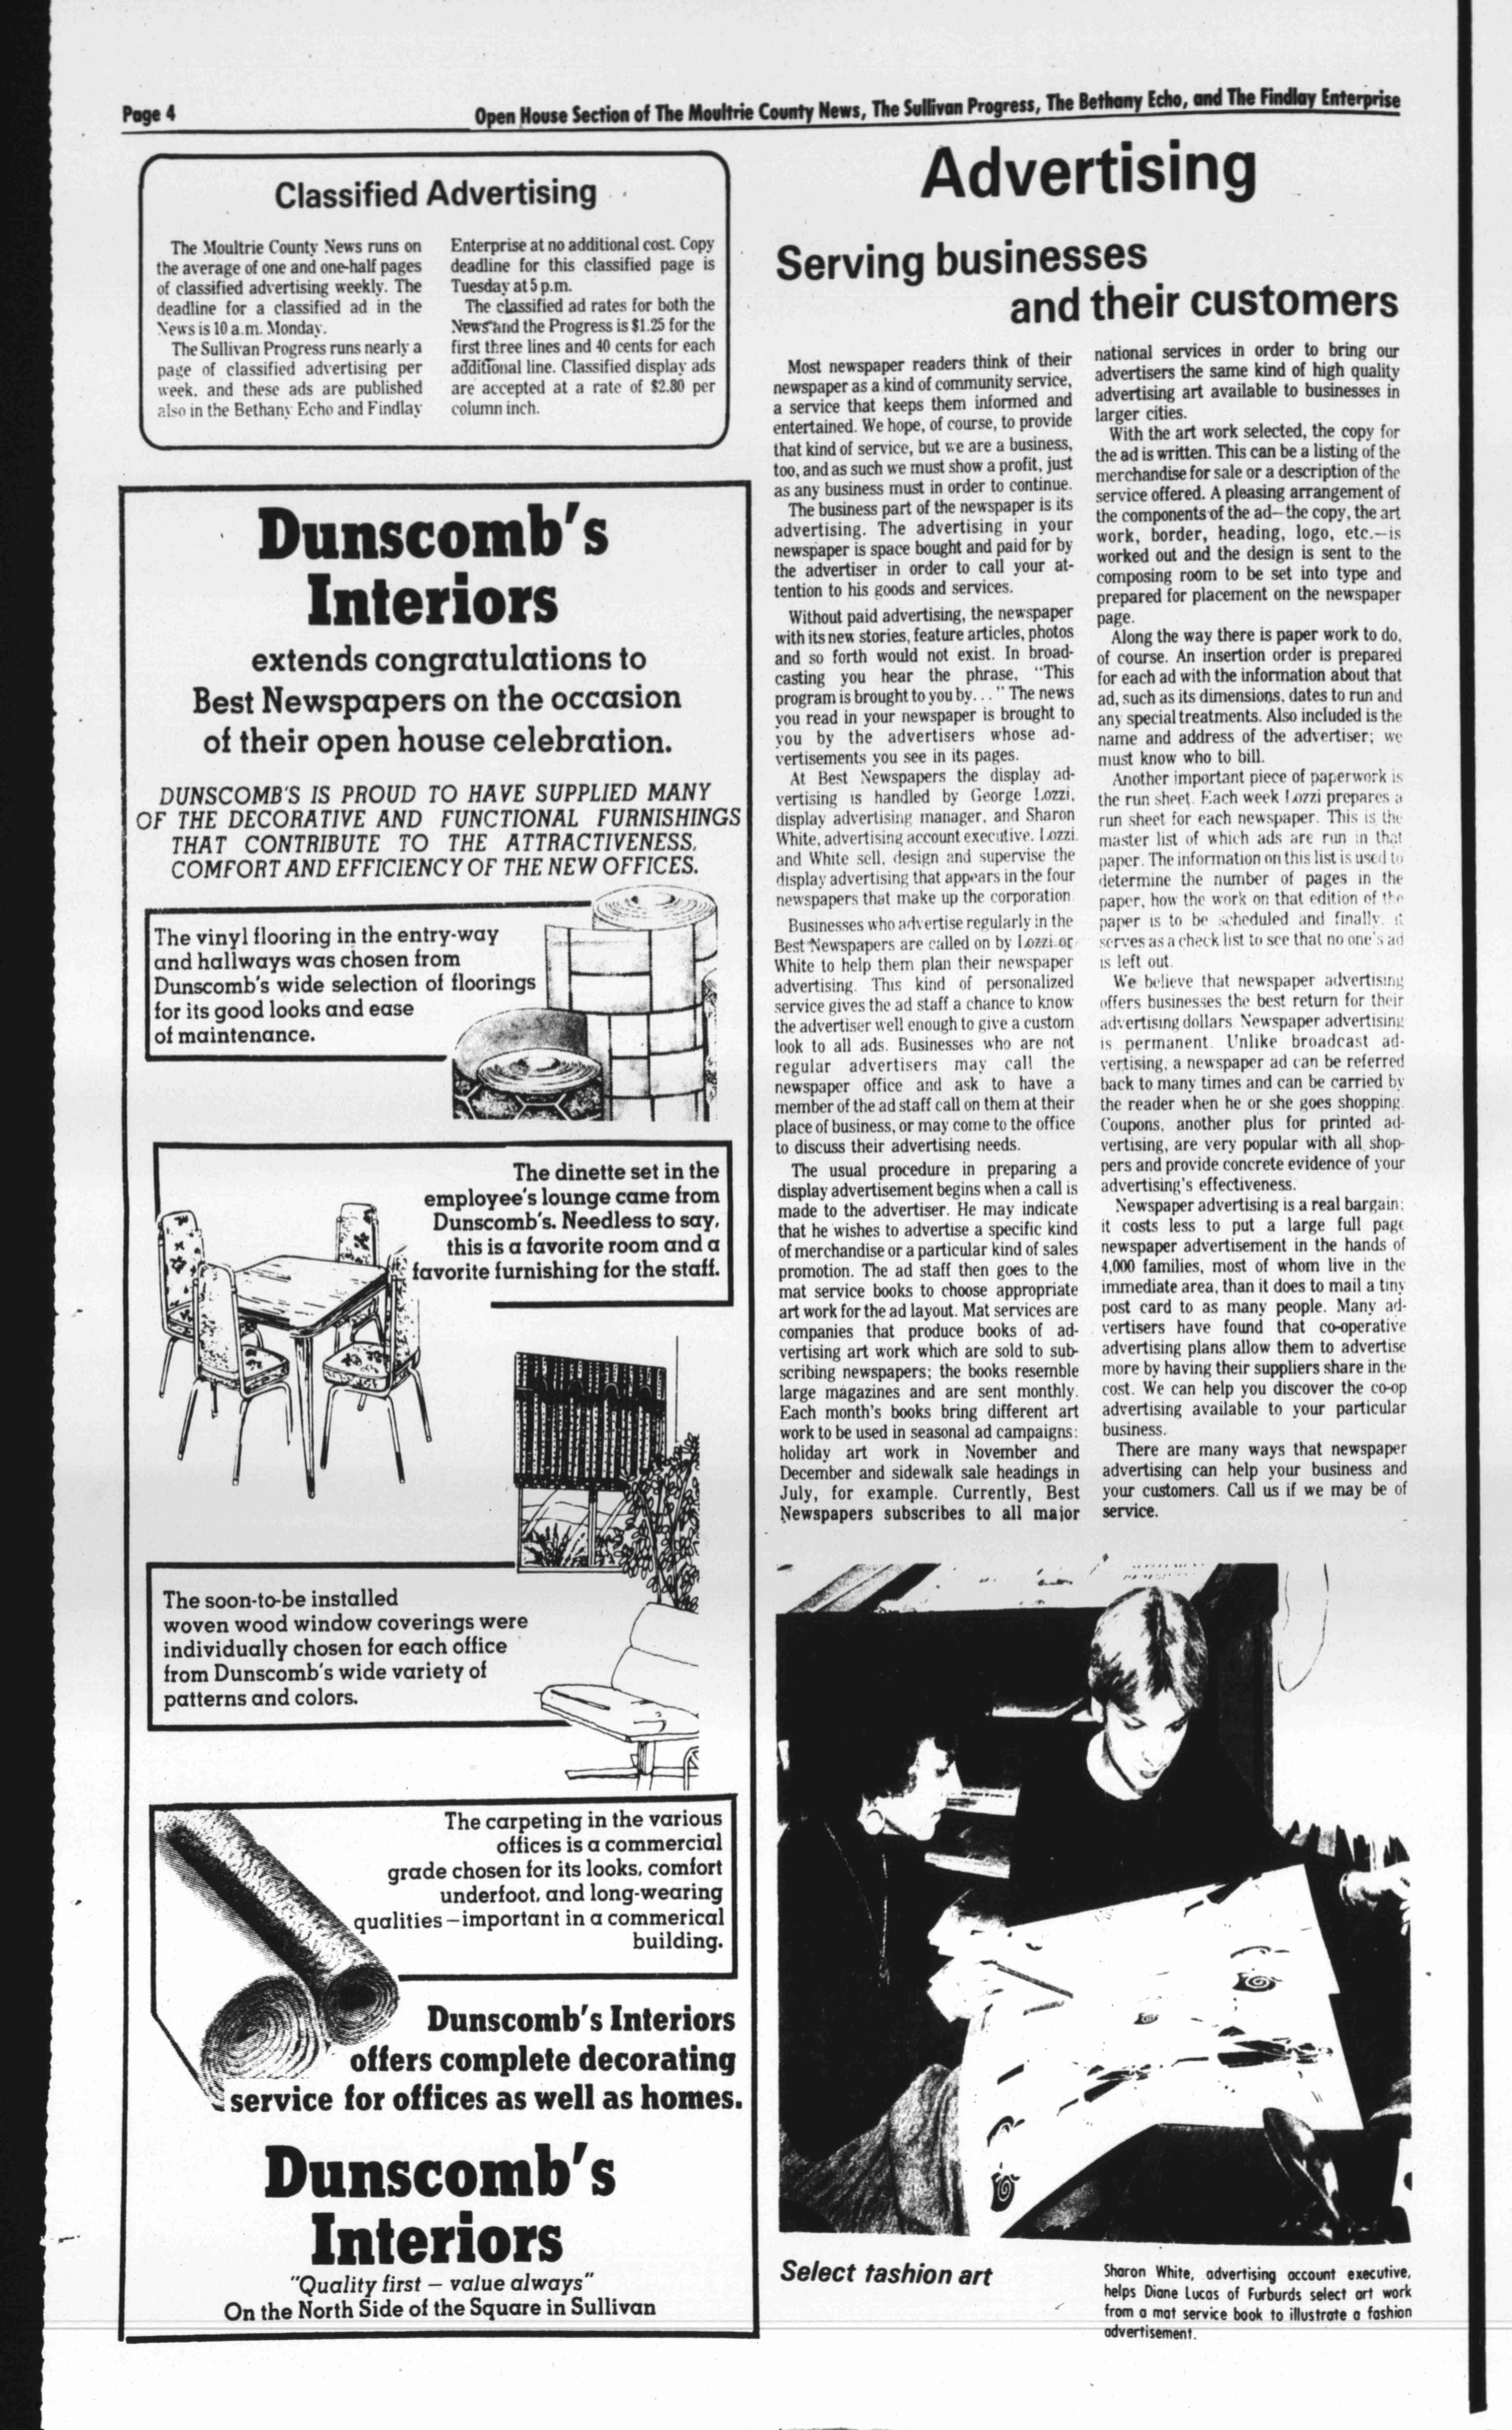 Page 4
Open House Section of The Moultrie County News, The Sullivan Progress, The Bethany Echo, and The Findlay Enterprise
Classified Advertising
The Moultrie County News runs on
the average of one and one-half pages
of classified advertising weekly. The
deadline for a classified ad in the
News is 10 a.m. Monday.
The Sullivan Progress runs nearly a
page of classified advertising per
week, and these ads are published
also in the Bethany Echo and Findlay
Enterprise at no additional cost. Copy
deadline for this classified page is
Tuesday at 5 p.m.
The classified ad rates for both the
News and the Progress is $1.25 for the
first three lines and 40 cents for each
additional line. Classified display ads
are accepted at a rate of $2.80 per
column inch.
Dunscomb's
Interiors
extends congratulations to
Best Newspapers on the occasion
of their open house celebration.
DUNSCOMB'S IS PROUD TO HAVE SUPPLIED MANY
OF THE DECORATIVE AND FUNCTIONAL FURNISHINGS
THAT CONTRIBUTE TO THE ATTRACTIVENESS,
COMFORT AND EFFICIENCY OF THE NEW OFFICES.
The vinyl flooring in the entry-way
and hallways was chosen from
Dunscomb's wide selection of floorings
for its good looks and ease
of maintenance.
The dinette set in the
employee's lounge came from
Dunscomb's. Needless to say,
this is a favorite room and a
favorite furnishing for the staff.
The soon-to-be installed
woven wood window coverings were
individually chosen for each office
from Dunscomb's wide variety of
patterns and colors.
The carpeting in the various
offices is a commercial
grade chosen for its looks, comfort
underfoot, and long-wearing
qualities—important in a commerical
building.
Dunscomb's Interiors
offers complete decorating
service for offices as well as homes.
Dunscomb's
Interiors
"Quality first — value always"
On the North Side of the Square in Sullivan
Advertising
Serving businesses
and their customers
Most newspaper readers think of their
newspaper as a kind of community service,
a service that keeps them informed and
entertained. We hope, of course, to provide
that kind of service, but we are a business,
too, and as such we must show a profit, just
as any business must in order to continue.
The business part of the newspaper is its
advertising. The advertising in your
newspaper is space bought and paid for by
the advertiser in order to call your at-
tention to his goods and services.
Without paid advertising, the newspaper
with its new stories, feature articles, photos
and so forth would not exist. In broad-
casting you hear the phrase, "This
program is brought to you by. . . " The news
you read in your newspaper is brought to
you by the advertisers whose ad-
vertisements you see in its pages.
At Best Newspapers the display ad-
vertising is handled by George Lozzi,
display advertising manager, and Sharon
White, advertising account executive. Lozzi
and White sell, design and supervise the
display advertising that appears in the four
newspapers that make up the corporation.
Businesses who advertise regularly in the
Best Newspapers are called on by Lozzi or
White to help them plan their newspaper
advertising. This kind of personalized
service gives the ad staff a chance to know
the advertiser well enough to give a custom
look to all ads. Businesses who are not
regular advertisers may call the
newspaper office and ask to have a
member of the ad staff call on them at their
place of business, or may come to the office
to discuss their advertising needs.
The usual procedure in preparing a
display advertisement begins when a call is
made to the advertiser. He may indicate
that he wishes to advertise a specific kind
of merchandise or a particular kind of sales
promotion. The ad staff then goes to the
mat service books to choose appropriate
art work for the ad layout. Mat services are
companies that produce books of ad-
vertising art work which are sold to sub-
scribing newspapers; the books resemble
large magazines and are sent monthly.
Each month's books bring different art
work to be used in seasonal ad campaigns:
holiday art work in November and
December and sidewalk sale headings in
July, for example. Currently, Best
Newspapers subscribes to all major
national services in order to bring our
advertisers the same kind of high quality
advertising art available to businesses in
larger cities.
With the art work selected, the copy for
the ad is written. This can be a listing of the
merchandise for sale or a description of the
service offered. A pleasing arrangement of
the components of the ad—the copy, the art
work, border, heading, logo, etc.—is
worked out and the design is sent to the
composing room to be set into type and
prepared for placement on the newspaper
page.
Along the way there is paper work to do,
of course. An insertion order is prepared
for each ad with the information about that
ad, such as its dimensions, dates to run and
any special treatments. Also included is the
name and address of the advertiser; we
must know who to bill.
Another important piece of paperwork is
the run sheet. Each week Lozzi prepares a
run sheet for each newspaper. This is the
master list of which ads are run in that
paper. The information on this list is used to
determine the number of pages in the
paper, how the work on that edition of the
paper is to be scheduled and finally, it
serves as a check list to see that no one's ad
is left out.
We believe that newspaper advertising
offers businesses the best return for their
advertising dollars. Newspaper advertising
is permanent. Unlike broadcast ad-
vertising, a newspaper ad can be referred
back to many times and can be carried by
the reader when he or she goes shopping.
Coupons, another plus for printed ad-
vertising, are very popular with all shop-
pers and provide concrete evidence of your
advertising's effectiveness.
Newspaper advertising is a real bargain;
it costs less to put a large full page
newspaper advertisement in the hands of
4,000 families, most of whom live in the
immediate area, than it does to mail a tiny
post card to as many people. Many ad-
vertisers have found that co-operative
advertising plans allow them to advertise
more by having their suppliers share in the
cost. We can help you discover the co-op
advertising available to your particular
business.
There are many ways that newspaper
advertising can help your business and
your customers. Call us if we may be of
service.
Select fashion art
Sharon White, advertising account executive,
helps Diane Lucas of Furburds select art work
from a mat service book to illustrate a fashion
advertisement.